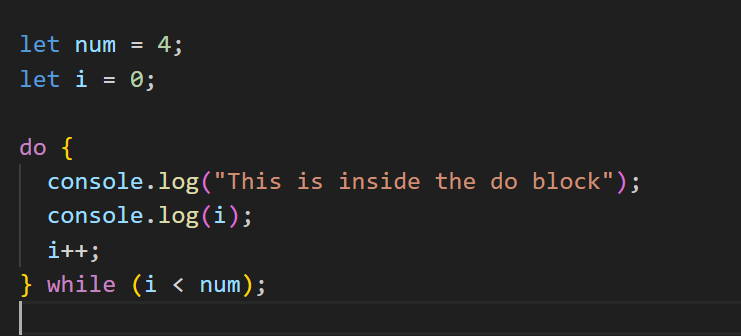 let num = 4;
let i = 0;
do {
console.log("This is inside the do block");
console.log(i);
i++;
} while (i < num);